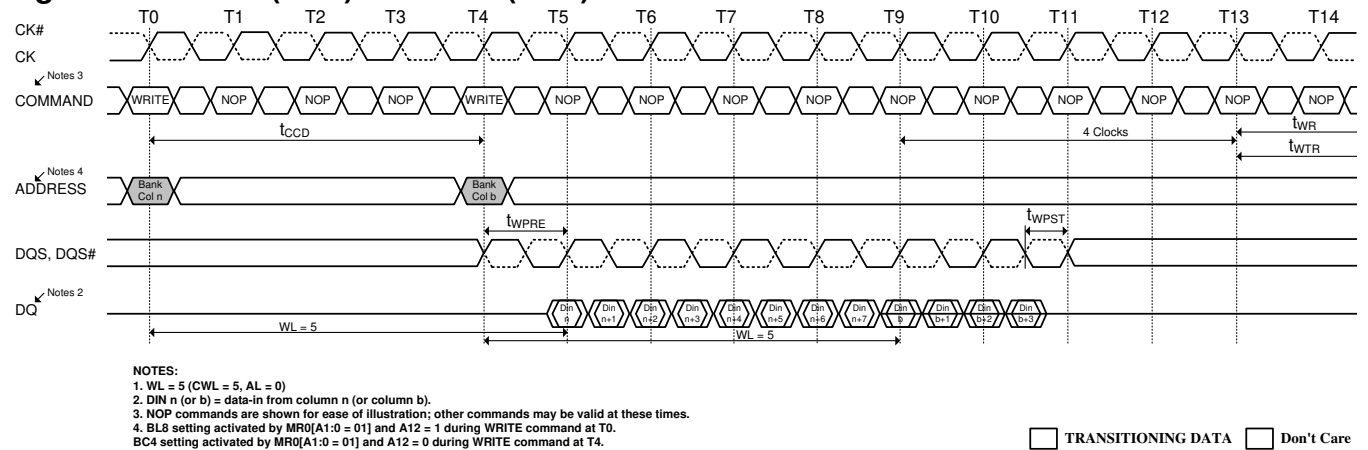 T0 T1 T2 T3 T4 T5 T6 T7 T8 T9 T10 T11 T12 T13 T14
CK#
CK
Notes 3
COMMAND WRITE NOP NOP NOP WRITE NOP NOP NOP NOP NOP NOP NOP NOP NOP NOP
tCCD 4 Clocks tWR
tWTR
Notes 4
ADDRESS
Bank Col n
Bank Col b
tWPRE tWPST
DQS, DQS#
Notes 2
DQ
Din n Din n+1 Din n+2 Din n+3 Din n+4 Din n+5 Din n+6 Din n+7 Din b Din b+1 Din b+2 Din b+3
WL = 5 WL = 5
NOTES:
1. WL = 5 (CWL = 5, AL = 0)
2. DIN n (or b) = data-in from column n (or column b).
3. NOP commands are shown for ease of illustration; other commands may be valid at these times.
4. BL8 setting activated by MR0[A1:0 = 01] and A12 = 1 during WRITE command at T0.
BC4 setting activated by MR0[A1:0 = 01] and A12 = 0 during WRITE command at T4.
TRANSITIONING DATA Don't Care